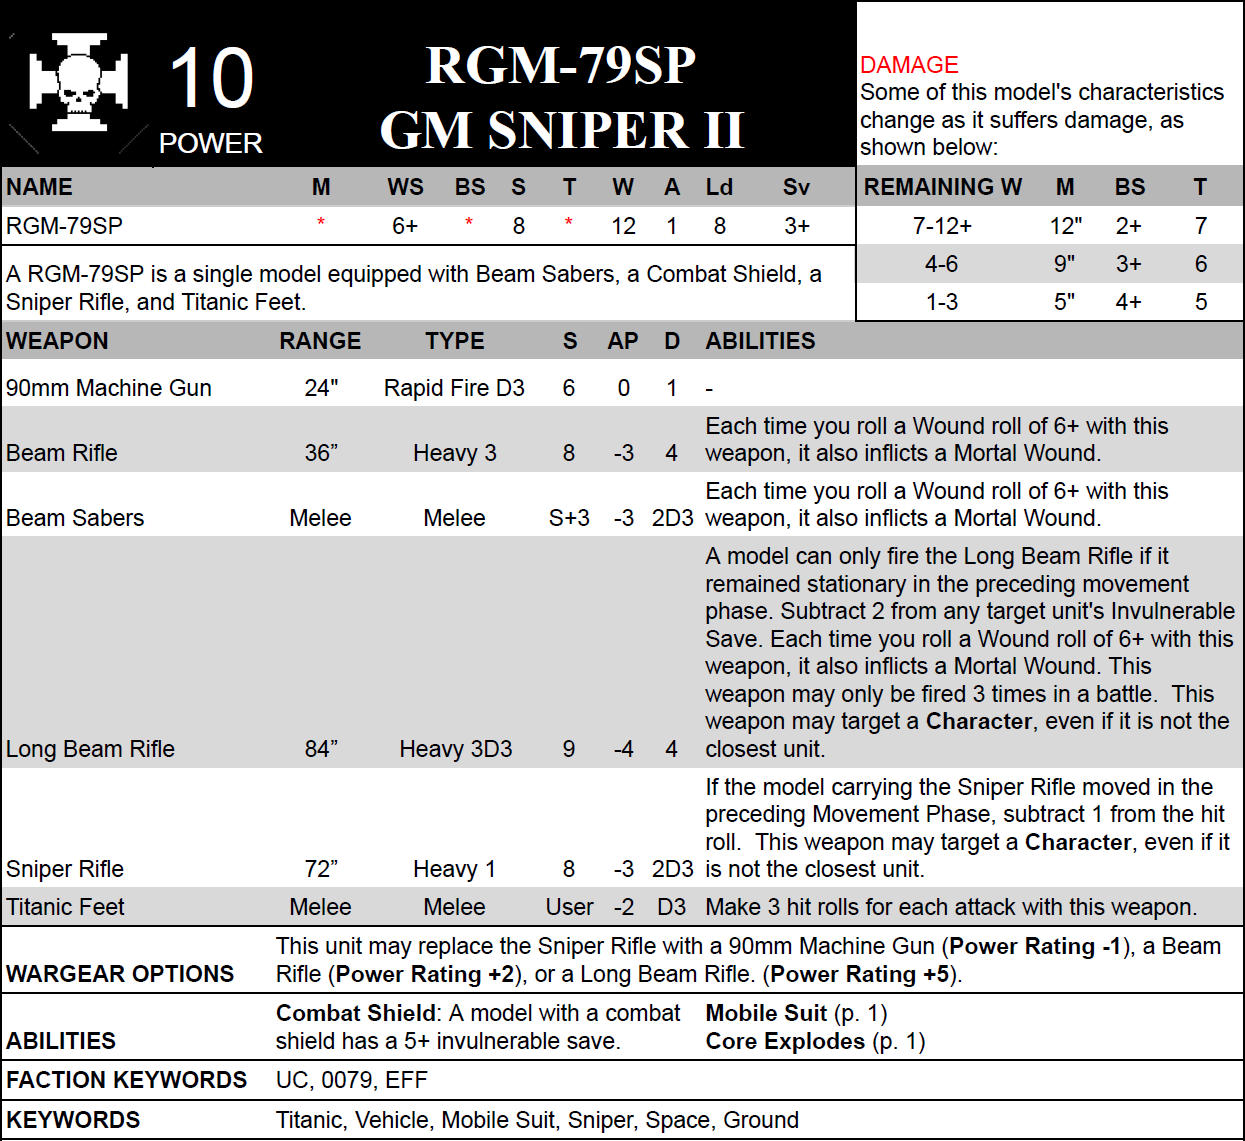 10
POWER
RGM-79SP
GM SNIPER II
DAMAGE
Some of this model's characteristics
change as it suffers damage, as
shown below:
NAME M WS BS S T W A Ld Sv
RGM-79SP * 6+ * 8 * 12 1 8 3+
REMAINING W M BS T
7-12+ 12" 2+ 7
4-6 9" 3+ 6
1-3 5" 4+ 5
A RGM-79SP is a single model equipped with Beam Sabers, a Combat Shield, a
Sniper Rifle, and Titanic Feet.
WEAPON RANGE TYPE S AP D ABILITIES
90mm Machine Gun 24" Rapid Fire D3 6 0 1 -
Each time you roll a Wound roll of 6+ with this
Beam Rifle 36” Heavy 3 8 -3 4 weapon, it also inflicts a Mortal Wound.
Each time you roll a Wound roll of 6+ with this
Beam Sabers Melee Melee S+3 -3 2D3 weapon, it also inflicts a Mortal Wound.
A model can only fire the Long Beam Rifle if it
remained stationary in the preceding movement
phase. Subtract 2 from any target unit's Invulnerable
Save. Each time you roll a Wound roll of 6+ with this
weapon, it also inflicts a Mortal Wound. This
weapon may only be fired 3 times in a battle. This
weapon may target a Character, even if it is not the
Long Beam Rifle 84” Heavy 3D3 9 -4 4 closest unit.
If the model carrying the Sniper Rifle moved in the
preceding Movement Phase, subtract 1 from the hit
roll. This weapon may target a Character, even if it
Sniper Rifle 72” Heavy 1 8 -3 2D3 is not the closest unit.
Titanic Feet Melee Melee User -2 D3 Make 3 hit rolls for each attack with this weapon.
This unit may replace the Sniper Rifle with a 90mm Machine Gun (Power Rating -1), a Beam
WARGEAR OPTIONS Rifle (Power Rating +2), or a Long Beam Rifle. (Power Rating +5).
Combat Shield: A model with a combat Mobile Suit (p. 1)
ABILITIES shield has a 5+ invulnerable save. Core Explodes (p. 1)
FACTION KEYWORDS UC, 0079, EFF
KEYWORDS Titanic, Vehicle, Mobile Suit, Sniper, Space, Ground